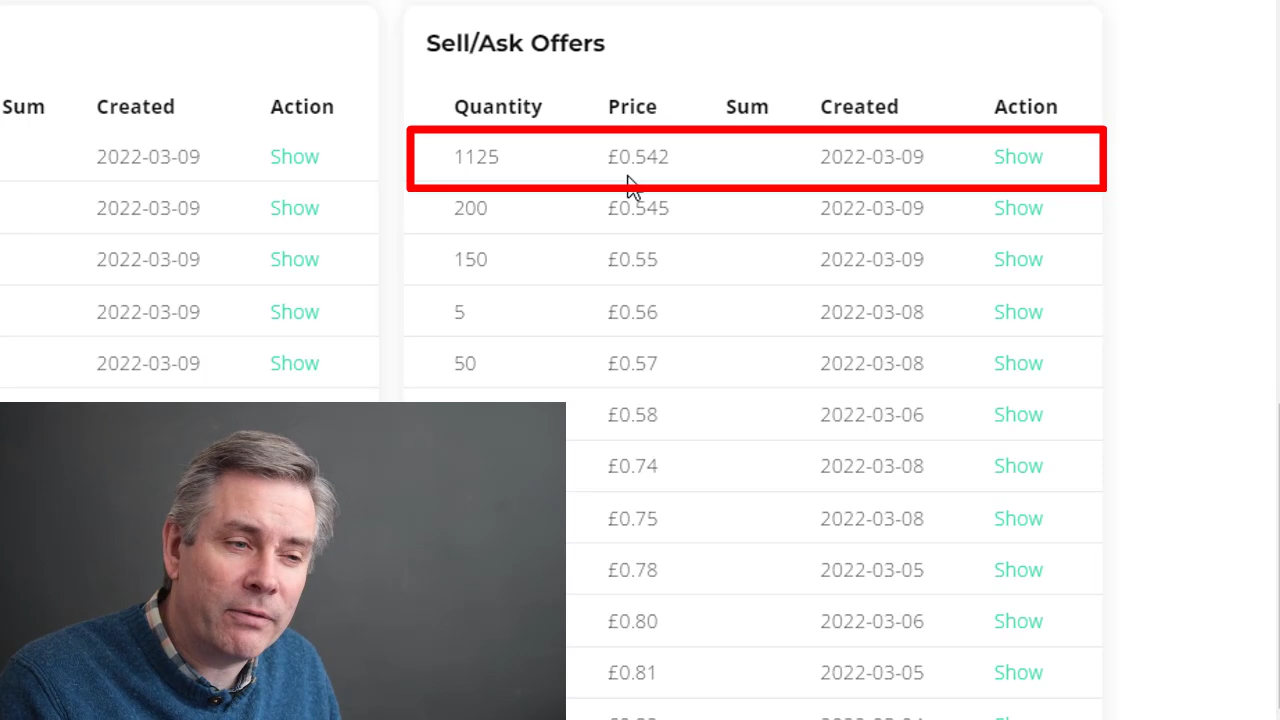 Sell/Ask Offers
Sum Created Action Quantity Price Sum Created Action
2022-03-09 Show 1125 £0.542 2022-03-09 Show
2022-03-09 Show 200 £0.545 2022-03-09 Show
2022-03-09 Show 150 £0.55 2022-03-09 Show
2022-03-09 Show 5 £0.56 2022-03-08 Show
2022-03-09 Show 50 £0.57 2022-03-08 Show
£0.58 2022-03-06 Show
£0.74 2022-03-08 Show
£0.75 2022-03-08 Show
£0.78 2022-03-05 Show
£0.80 2022-03-06 Show
£0.81 2022-03-05 Show